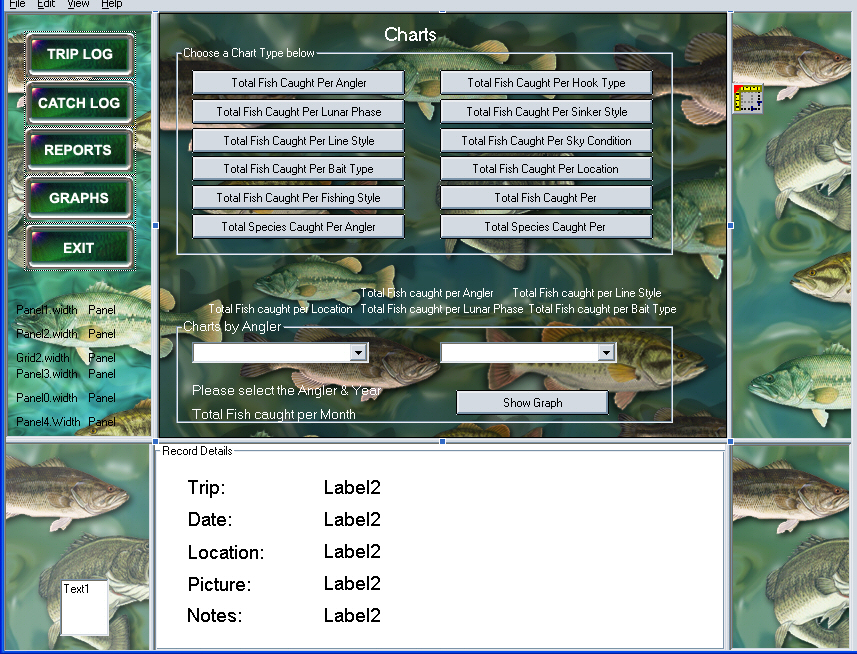 File Edit View Help
TRIP LOG
CATCH LOG
REPORTS
GRAPHS
EXIT
Panel1.width Panel
Panel2.width Panel
Grid2.width Panel
Panel3.width Panel
Panel0.width Panel
Panel4.Width Panel
Charts
Choose a Chart Type below
Total Fish Caught Per Angler Total Fish Caught Per Hook Type
Total Fish Caught Per Lunar Phase Total Fish Caught Per Sinker Style
Total Fish Caught Per Line Style Total Fish Caught Per Sky Condition
Total Fish Caught Per Bait Type Total Fish Caught Per Location
Total Fish Caught Per Fishing Style Total Fish Caught Per
Total Species Caught Per Angler Total Species Caught Per
Total Fish caught per Angler Total Fish caught per Line Style
Total Fish caught per Location Total Fish caught per Lunar Phase Total Fish caught per Bait Type
Charts by Angler
Please select the Angler & Year
Total Fish caught per Month
Show Graph
Record Details
Trip: Label2
Date: Label2
Location: Label2
Picture: Label2
Notes: Label2
Text1